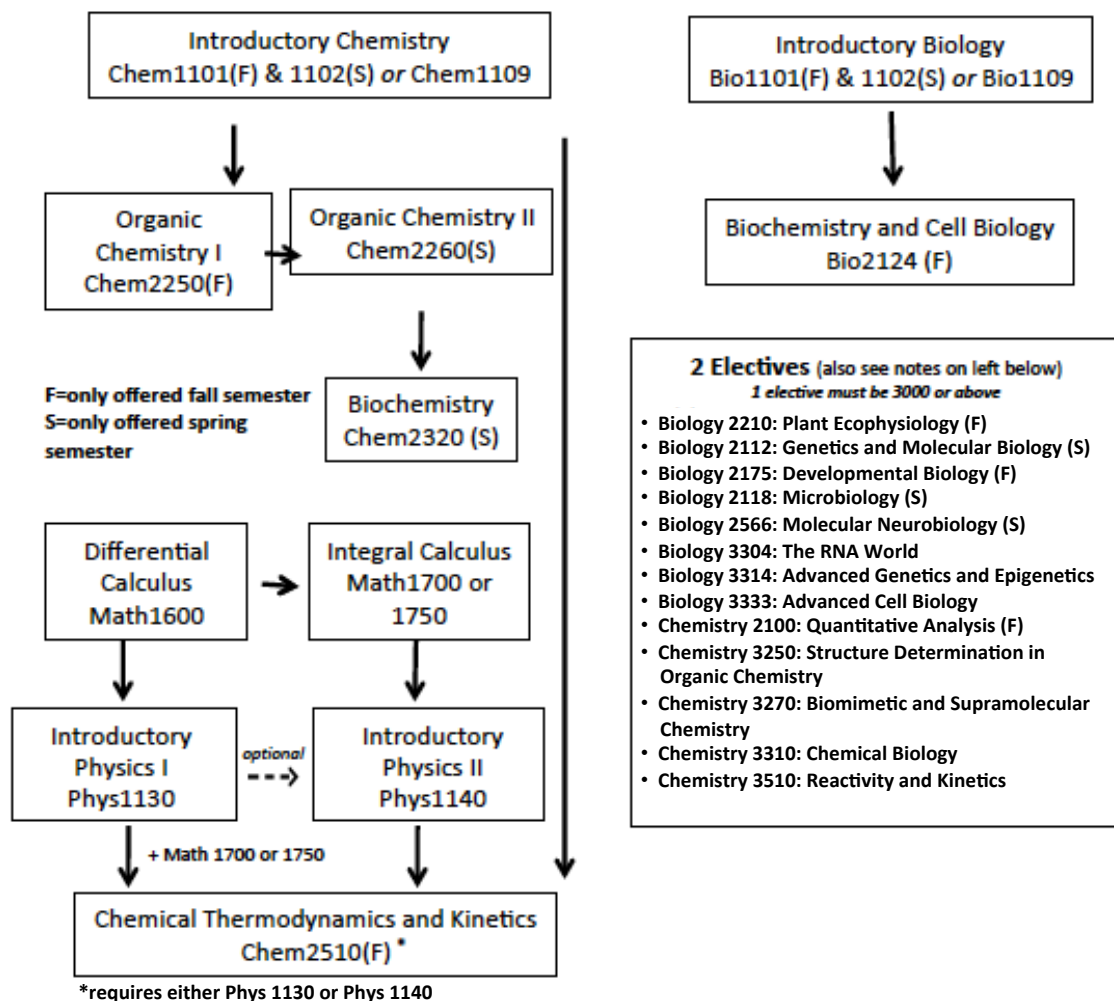 Introductory Chemistry
Chem1101(F) & 1102(S) or Chem1109
Introductory Biology
Bio1101(F) & 1102(S) or Bio1109
Organic
Chemistry I
Chem2250(F)
Organic Chemistry II
Chem2260(S)
Biochemistry and Cell Biology
Bio2124 (F)
F=only offered fall semester
S=only offered spring
semester
Biochemistry
Chem2320 (S)
Differential
Calculus
Math1600
Integral Calculus
Math1700 or
1750
Introductory
Physics I
Phys1130
optional
Introductory
Physics II
Phys1140
+ Math 1700 or 1750
Chemical Thermodynamics and Kinetics
Chem2510(F) *
*requires either Phys 1130 or Phys 1140
2 Electives (also see notes on left below)
1 elective must be 3000 or above
• Biology 2210: Plant Ecophysiology (F)
• Biology 2112: Genetics and Molecular Biology (S)
• Biology 2175: Developmental Biology (F)
• Biology 2118: Microbiology (S)
• Biology 2566: Molecular Neurobiology (S)
• Biology 3304: The RNA World
• Biology 3314: Advanced Genetics and Epigenetics
• Biology 3333: Advanced Cell Biology
• Chemistry 2100: Quantitative Analysis (F)
• Chemistry 3250: Structure Determination in
Organic Chemistry
• Chemistry 3270: Biomimetic and Supramolecular
Chemistry
• Chemistry 3310: Chemical Biology
• Chemistry 3510: Reactivity and Kinetics